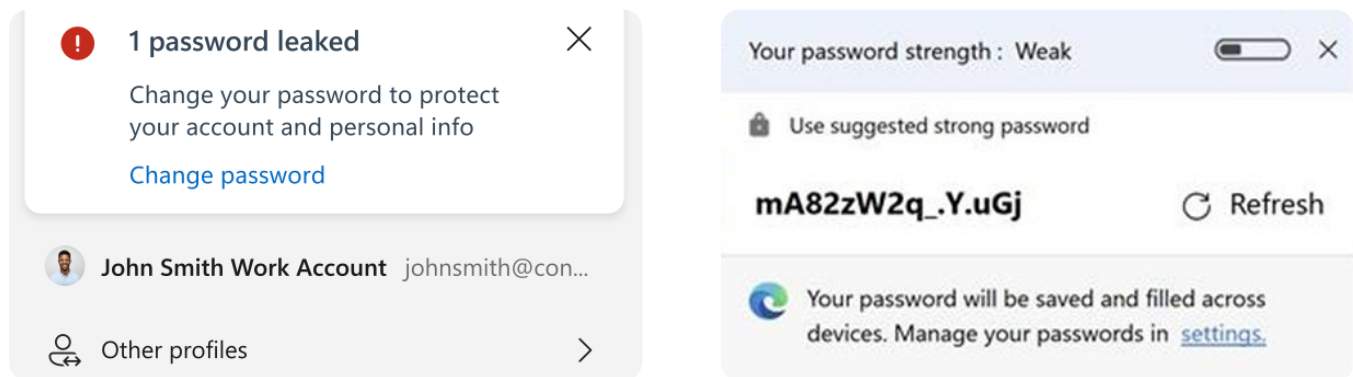 1 password leaked
Change your password to protect
your account and personal info
Change password
John Smith Work Account johnsmith@con...
Other profiles
Your password strength : Weak
Use suggested strong password
mA82zW2q_.Y.uGj
Refresh
Your password will be saved and filled across
devices. Manage your passwords in settings.